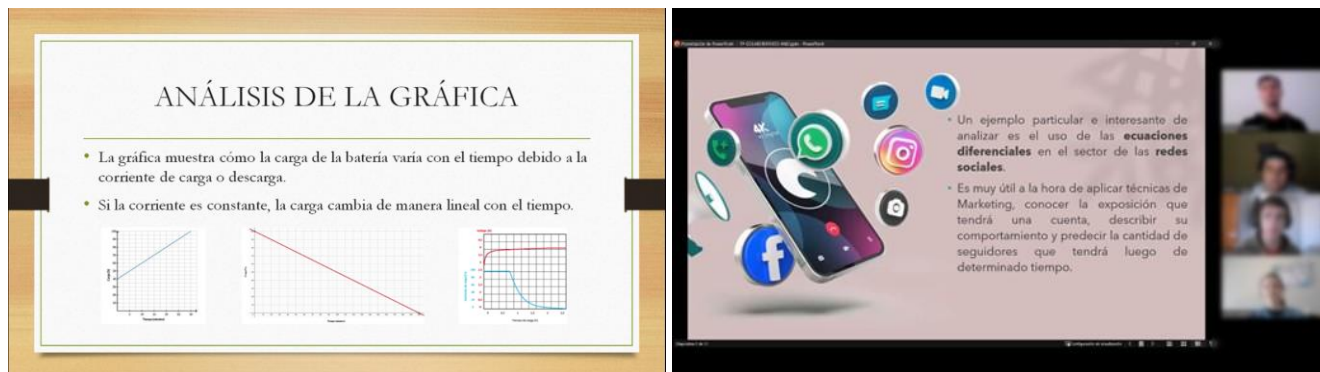 ANÁLISIS DE LA GRÁFICA
• La gráfica muestra cómo la carga de la batería varía con el tiempo debido a la
corriente de carga o descarga.
• Si la corriente es constante, la carga cambia de manera lineal con el tiempo.
• Un ejemplo particular e interesante de
analizar es el uso de las ecuaciones
diferenciales en el sector de las redes
sociales.
• Es muy útil a la hora de aplicar técnicas de
Marketing, conocer la exposición que
tendrá una cuenta, describir su
comportamiento y predecir la cantidad de
seguidores que tendrá luego de
determinado tiempo.